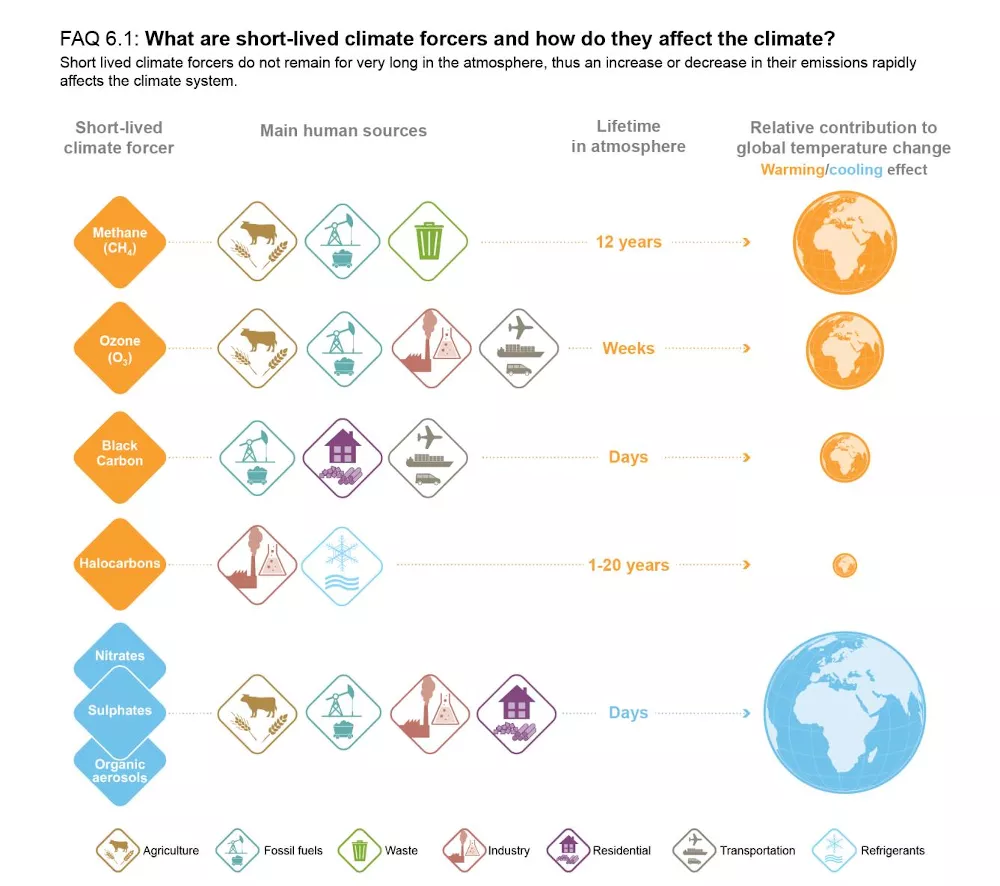 FAQ 6.1: What are short-lived climate forcers and how do they affect the climate?
Short lived climate forcers do not remain for very long in the atmosphere, thus an increase or decrease in their emissions rapidly
affects the climate system.
Short-lived
climate forcer
Main human sources
Lifetime
in atmosphere
Relative contribution to
global temperature change
Warming/cooling effect
Methane
(CH₄)
12 years
Ozone
(O₃)
Weeks
Black
Carbon
Days
Halocarbons
1-20 years
Nitrates
Sulphates
Organic
aerosols
Days
Agriculture
Fossil fuels
Waste
Industry
Residential
Transportation
Refrigerants